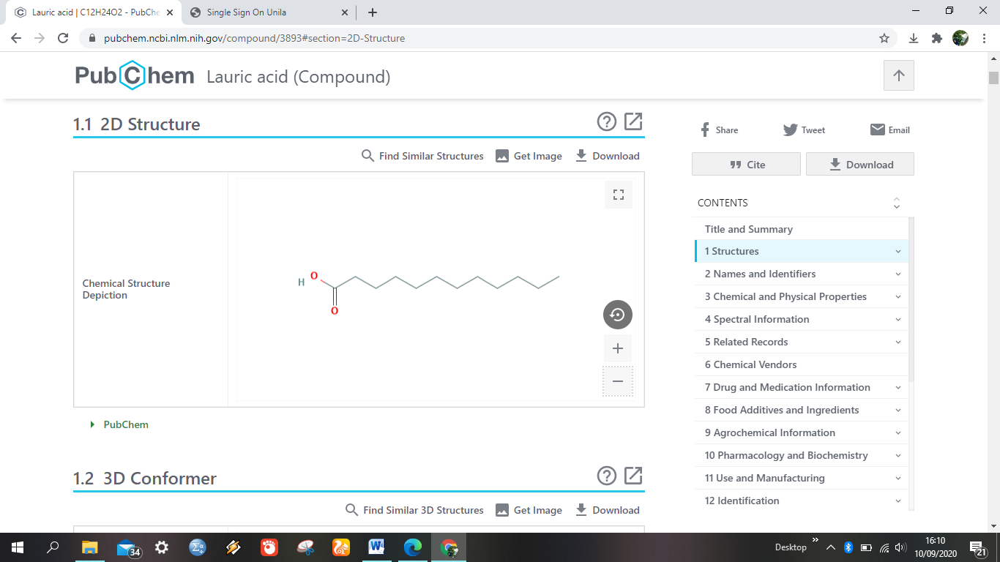 Lauric acid | C12H24O2 - PubChe
Single Sign On Unila
pubchem.ncbi.nlm.nih.gov/compound/3893#section=2D-Structure
PubChem Lauric acid (Compound)
1.1 2D Structure
Find Similar Structures Get Image Download
Chemical Structure
Depiction
H O
O
PubChem
1.2 3D Conformer
Find Similar 3D Structures Get Image Download
Share Tweet Email
Cite Download
CONTENTS
Title and Summary
1 Structures
2 Names and Identifiers
3 Chemical and Physical Properties
4 Spectral Information
5 Related Records
6 Chemical Vendors
7 Drug and Medication Information
8 Food Additives and Ingredients
9 Agrochemical Information
10 Pharmacology and Biochemistry
11 Use and Manufacturing
12 Identification
34
Desktop
16:10
10/09/2020
21